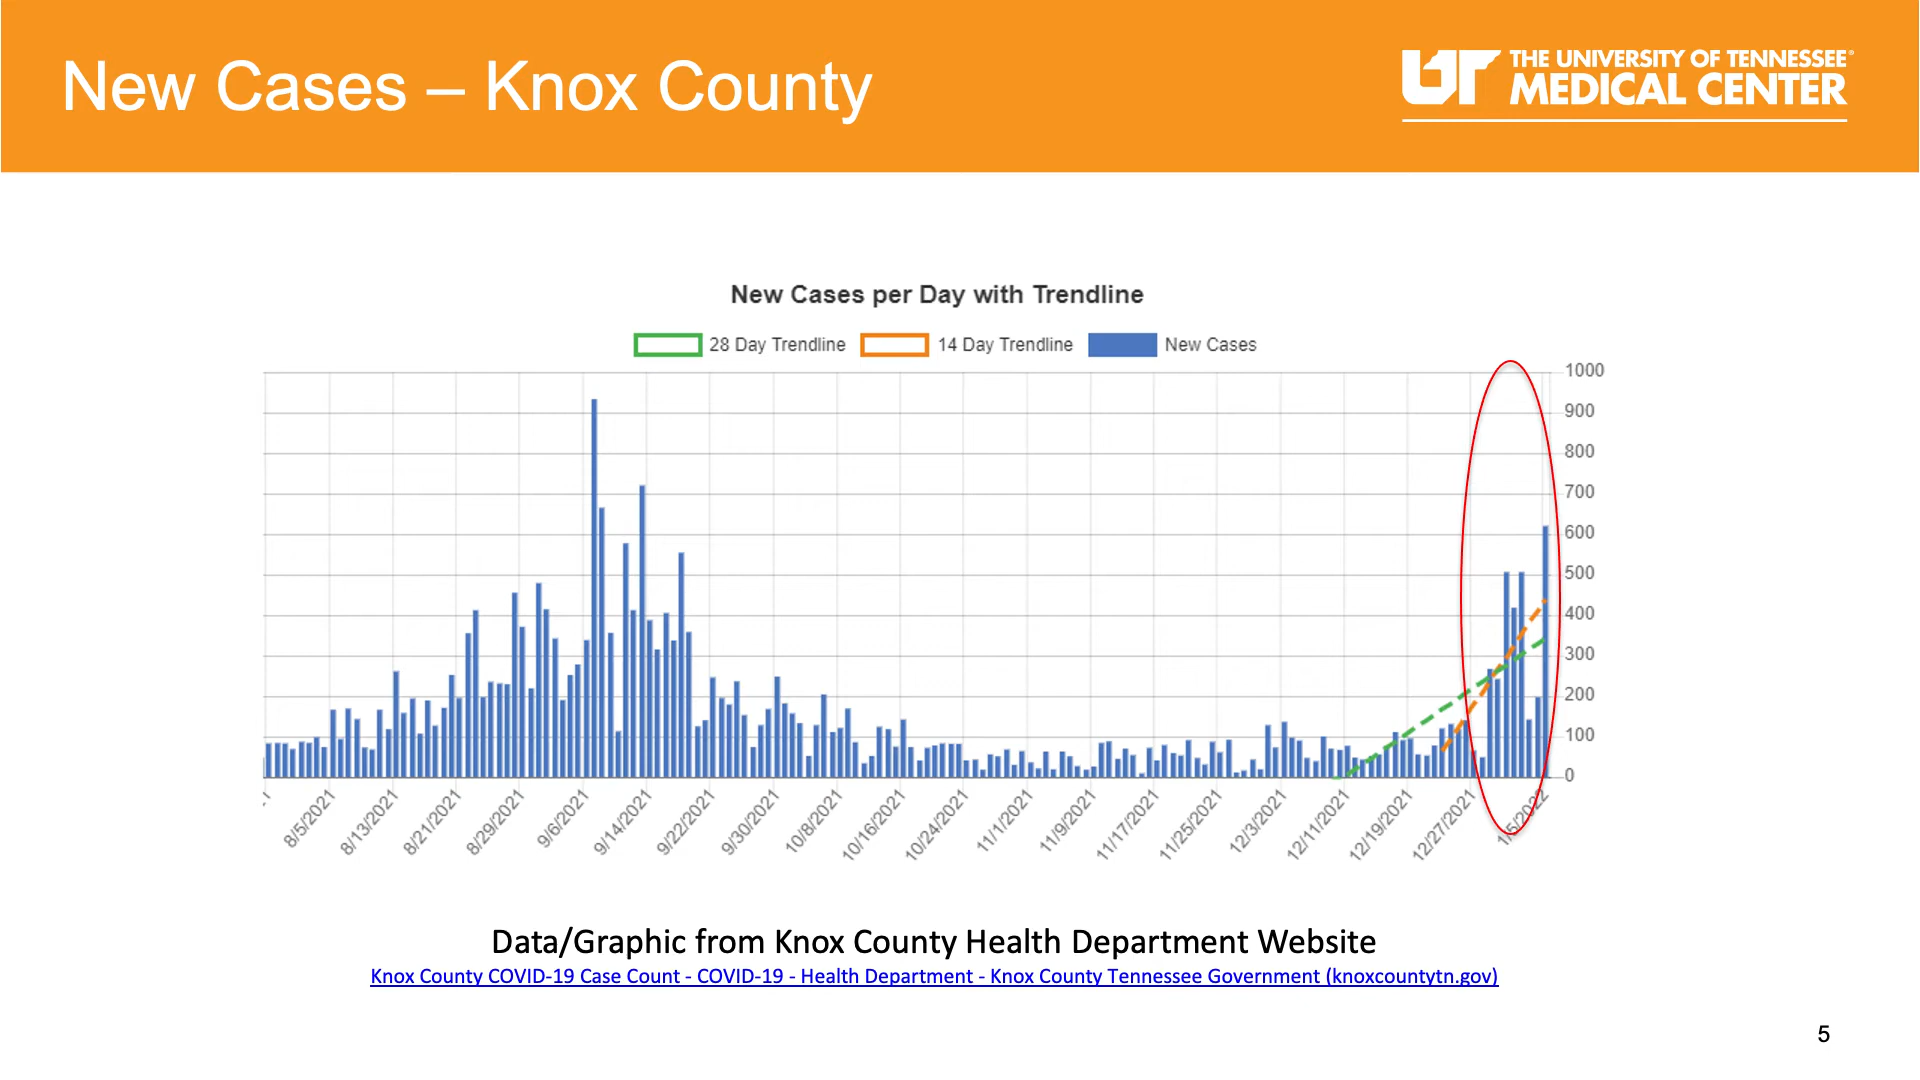 New Cases – Knox County
UT THE UNIVERSITY OF TENNESSEE
MEDICAL CENTER
New Cases per Day with Trendline
28 Day Trendline 14 Day Trendline New Cases
1000
900
800
700
600
500
400
300
200
100
0
8/5/2021 8/13/2021 8/21/2021 8/29/2021 9/6/2021 9/14/2021 9/22/2021 9/30/2021 10/8/2021 10/16/2021 10/24/2021 11/1/2021 11/9/2021 11/17/2021 11/25/2021 12/3/2021 12/11/2021 12/19/2021 12/27/2021 1/5/2022
Data/Graphic from Knox County Health Department Website
Knox County COVID-19 Case Count - COVID-19 - Health Department - Knox County Tennessee Government (knoxcountytn.gov)
5